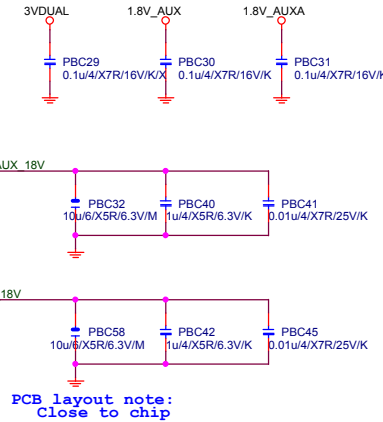 3VDUAL 1.8V_AUX 1.8V_AUXA
PBC29 PBC30 PBC31
0.1u/4/X7R/16V/K/X 0.1u/4/X7R/16V/K 0.1u/4/X7R/16V/K
AUX_18V
PBC32 PBC40 PBC41
10u/6/X5R/6.3V/M 1u/4/X5R/6.3V/K 0.01u/4/X7R/25V/K
18V
PBC58 PBC42 PBC45
10u/6/X5R/6.3V/M 1u/4/X5R/6.3V/K 0.01u/4/X7R/25V/K
PCB layout note:
Close to chip